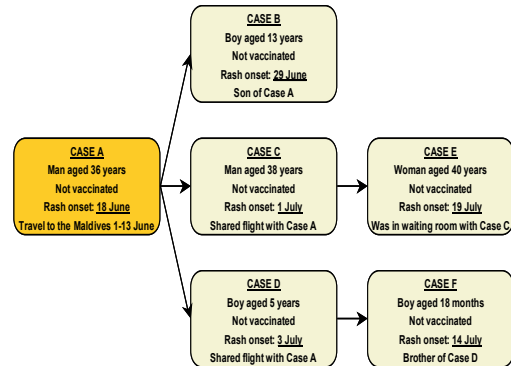 CASE B
Boy aged 13 years
Not vaccinated
Rash onset: 29 June
Son of Case A
CASE A
Man aged 36 years
Not vaccinated
Rash onset: 18 June
Travel to the Maldives 1-13 June
CASE C
Man aged 38 years
Not vaccinated
Rash onset: 1 July
Shared flight with Case A
CASE E
Woman aged 40 years
Not vaccinated
Rash onset: 19 July
Was in waiting room with Case C
CASE D
Boy aged 5 years
Not vaccinated
Rash onset: 3 July
Shared flight with Case A
CASE F
Boy aged 18 months
Not vaccinated
Rash onset: 14 July
Brother of Case D